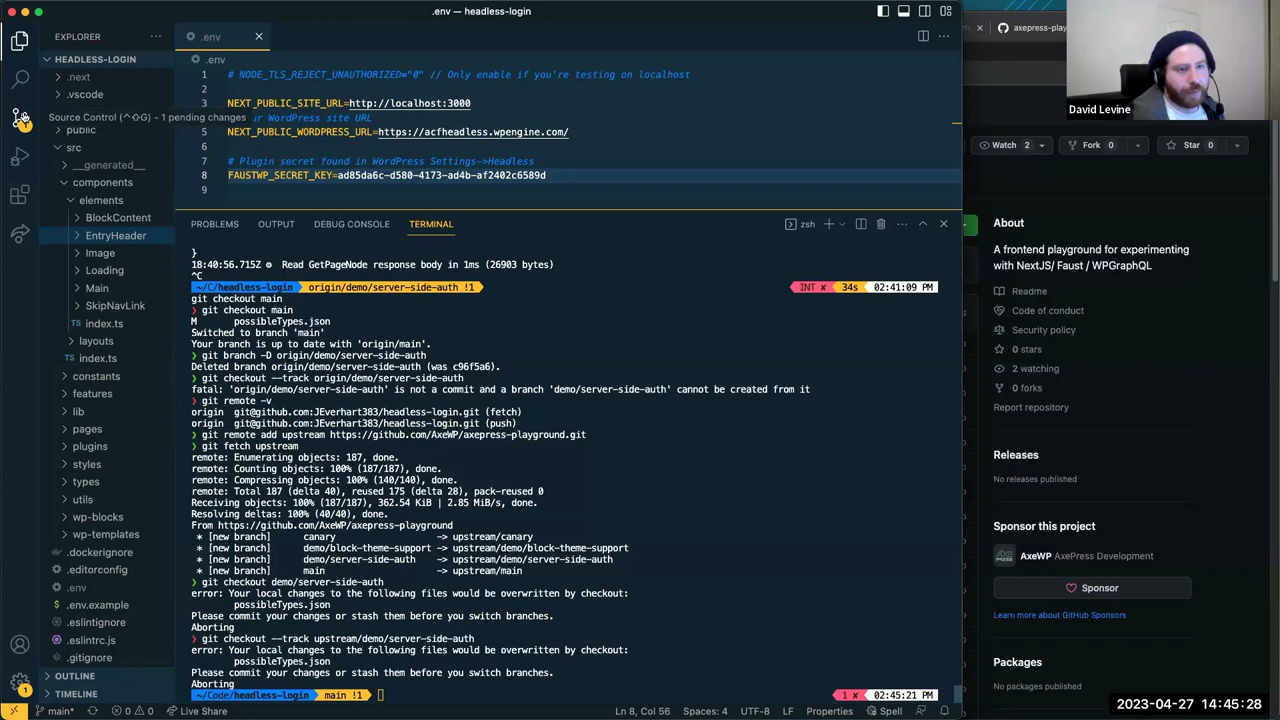 .env — headless-login
EXPLORER
HEADLESS-LOGIN
.next
.vscode
Source Control (^⇧G) - 1 pending changes
public
src
__generated__
components
elements
BlockContent
EntryHeader
Image
Loading
Main
SkipNavLink
index.ts
layouts
index.ts
constants
features
lib
pages
plugins
styles
types
utils
wp-blocks
wp-templates
.dockerignore
.editorconfig
.env
.env.example
.eslintignore
.eslintrc.js
.gitignore
OUTLINE
TIMELINE
.env
.env
1 # NODE_TLS_REJECT_UNAUTHORIZED="0" // Only enable if you're testing on localhost
2
3 NEXT_PUBLIC_SITE_URL=http://localhost:3000
ur WordPress site URL
5 NEXT_PUBLIC_WORDPRESS_URL=https://acfheadless.wpengine.com/
6
7 # Plugin secret found in WordPress Settings->Headless
8 FAUSTWP_SECRET_KEY=ad85da6c-d580-4173-ad4b-af2402c6589d
9
PROBLEMS OUTPUT DEBUG CONSOLE TERMINAL zsh
}
18:40:56.715Z Read GetPageNode response body in 1ms (26903 bytes)
^C
~/C/headless-login origin/demo/server-side-auth !1 INT ✘ 34s 02:41:09 PM
git checkout main
❯ git checkout main
M possibleTypes.json
Switched to branch 'main'
Your branch is up to date with 'origin/main'.
❯ git branch -D origin/demo/server-side-auth
Deleted branch origin/demo/server-side-auth (was c96f5a6).
❯ git checkout --track origin/demo/server-side-auth
fatal: 'origin/demo/server-side-auth' is not a commit and a branch 'demo/server-side-auth' cannot be created from it
❯ git remote -v
origin git@github.com:JEverhart383/headless-login.git (fetch)
origin git@github.com:JEverhart383/headless-login.git (push)
❯ git remote add upstream https://github.com/AxeWP/axepress-playground.git
❯ git fetch upstream
remote: Enumerating objects: 187, done.
remote: Counting objects: 100% (187/187), done.
remote: Compressing objects: 100% (140/140), done.
remote: Total 187 (delta 40), reused 175 (delta 28), pack-reused 0
Receiving objects: 100% (187/187), 362.54 KiB | 2.85 MiB/s, done.
Resolving deltas: 100% (40/40), done.
From https://github.com/AxeWP/axepress-playground
* [new branch] canary -> upstream/canary
* [new branch] demo/block-theme-support -> upstream/demo/block-theme-support
* [new branch] demo/server-side-auth -> upstream/demo/server-side-auth
* [new branch] main -> upstream/main
❯ git checkout demo/server-side-auth
error: Your local changes to the following files would be overwritten by checkout:
possibleTypes.json
Please commit your changes or stash them before you switch branches.
Aborting
❯ git checkout --track upstream/demo/server-side-auth
error: Your local changes to the following files would be overwritten by checkout:
possibleTypes.json
Please commit your changes or stash them before you switch branches.
Aborting
~/Code/headless-login main !1 1 ✘ 02:45:21 PM
main* 0 0 Live Share Ln 8, Col 56 Spaces: 4 UTF-8 LF Properties Spell
axepress-pla
David Levine
Watch 2 Fork 0 Star 0
About
A frontend playground for experimenting
with NextJS/ Faust / WPGraphQL
Readme
Code of conduct
Security policy
0 stars
2 watching
0 forks
Report repository
Releases
No releases published
Sponsor this project
AxeWP AxePress Development
Sponsor
Learn more about GitHub Sponsors
Packages
No packages published
2023-04-27 14:45:28